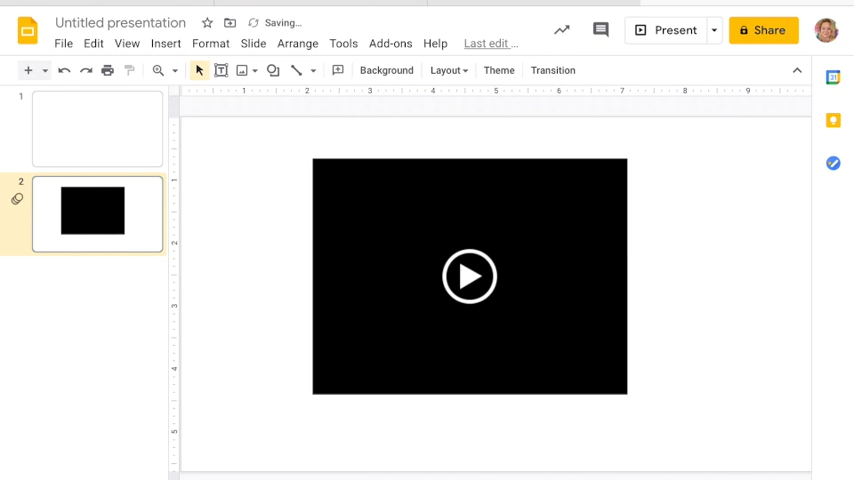 Untitled presentation
Saving...
File Edit View Insert Format Slide Arrange Tools Add-ons Help Last edit ...
Present
Share
Background Layout Theme Transition
31
1 2 3 4 5 6 7 8 9
1
2
1
2
3
4
5